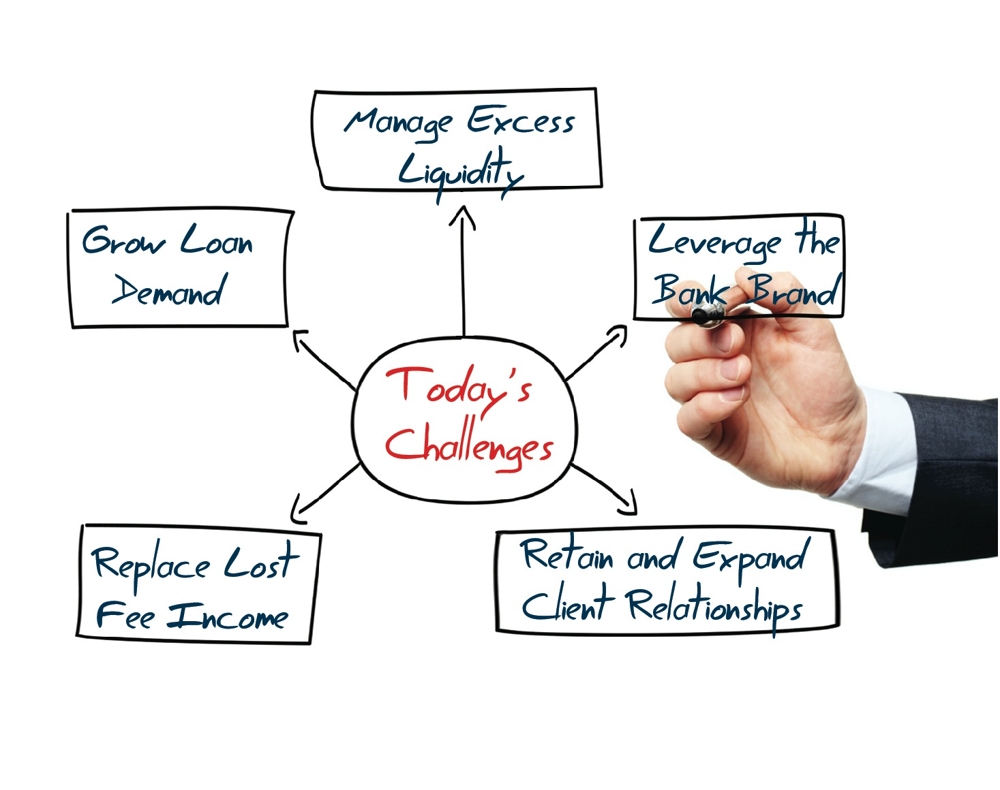 Manage Excess
Liquidity
Grow Loan
Demand
Leverage the
Bank Brand
Today's
Challenges
Replace Lost
Fee Income
Retain and Expand
Client Relationships